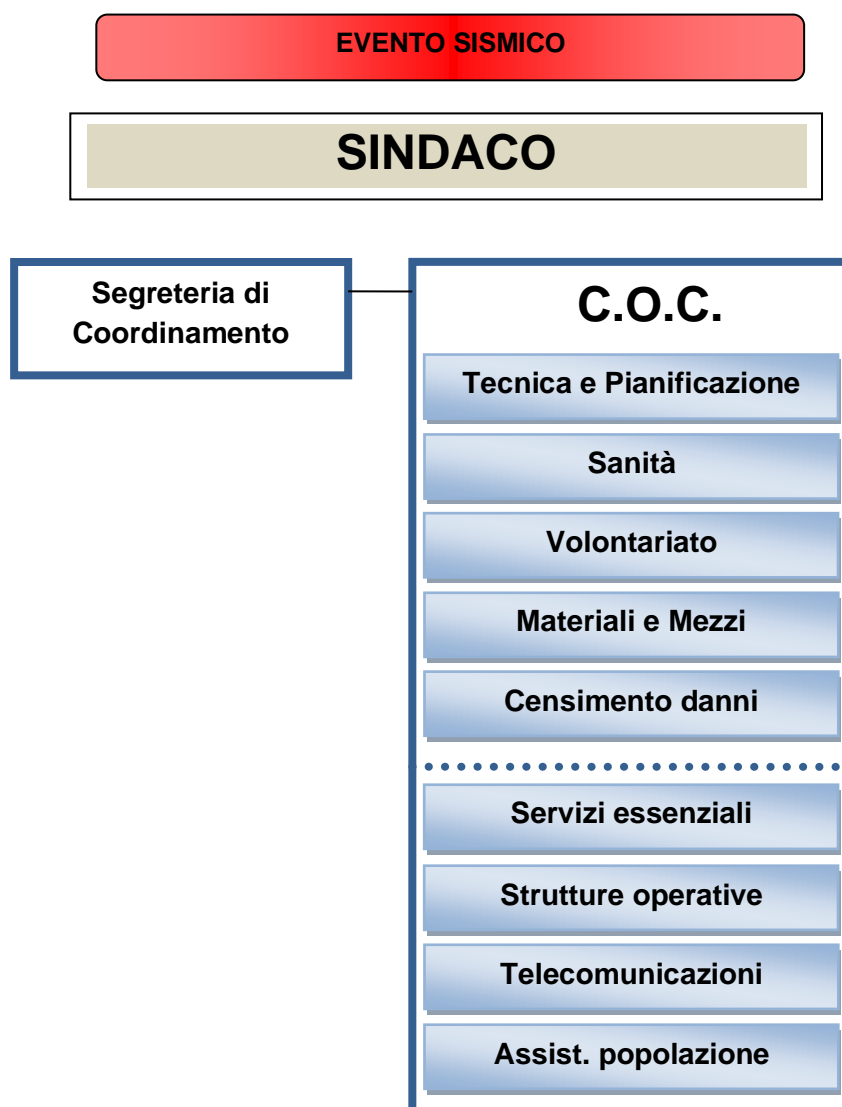 EVENTO SISMICO
SINDACO
Segreteria di
Coordinamento
C.O.C.
Tecnica e Pianificazione
Sanità
Volontariato
Materiali e Mezzi
Censimento danni
Servizi essenziali
Strutture operative
Telecomunicazioni
Assist. popolazione